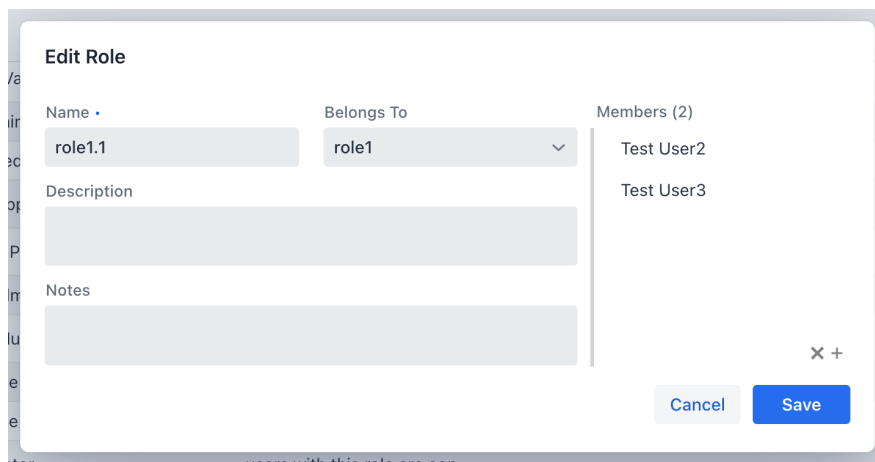 Edit Role
Name •
Belongs To
Members (2)
role1.1
role1
Test User2
Test User3
Description
Notes
Cancel
Save